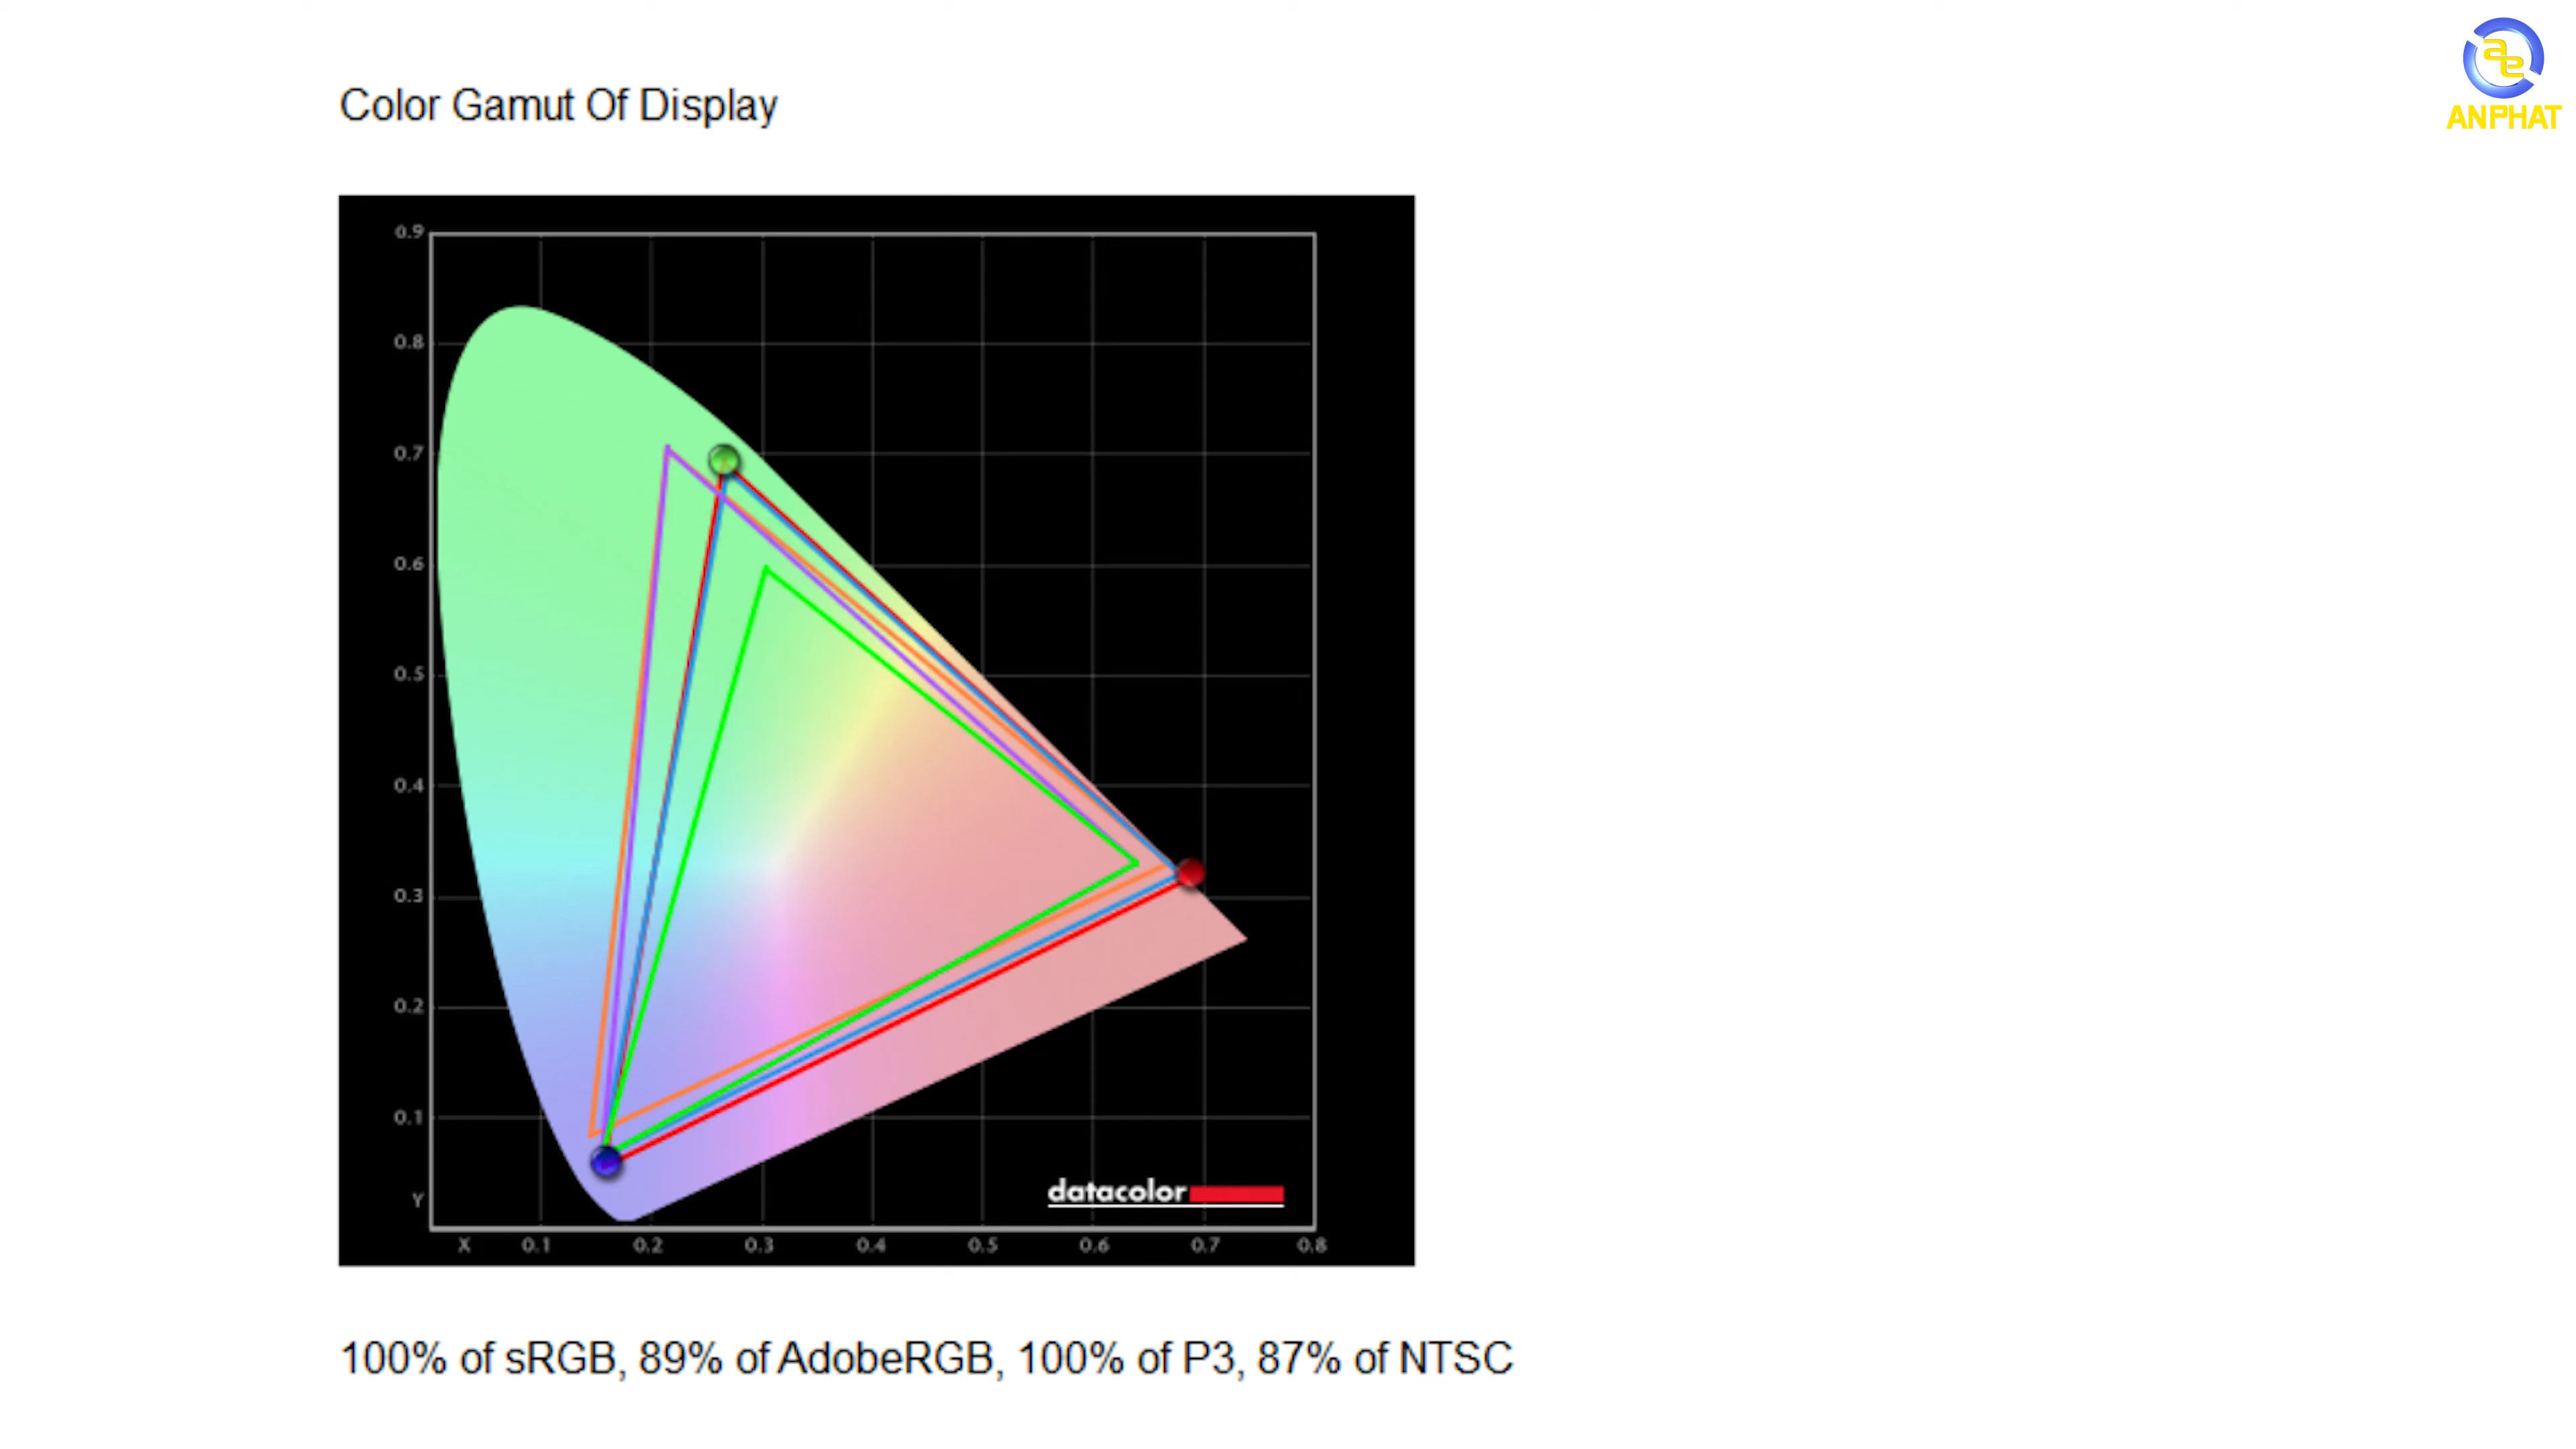 ae
ANPHAT
Color Gamut Of Display
0.9
0.8
0.7
0.6
0.5
0.4
0.3
0.2
0.1
Y
datacolor
X 0.1 0.2 0.3 0.4 0.5 0.6 0.7 0.8
100% of sRGB, 89% of AdobeRGB, 100% of P3, 87% of NTSC